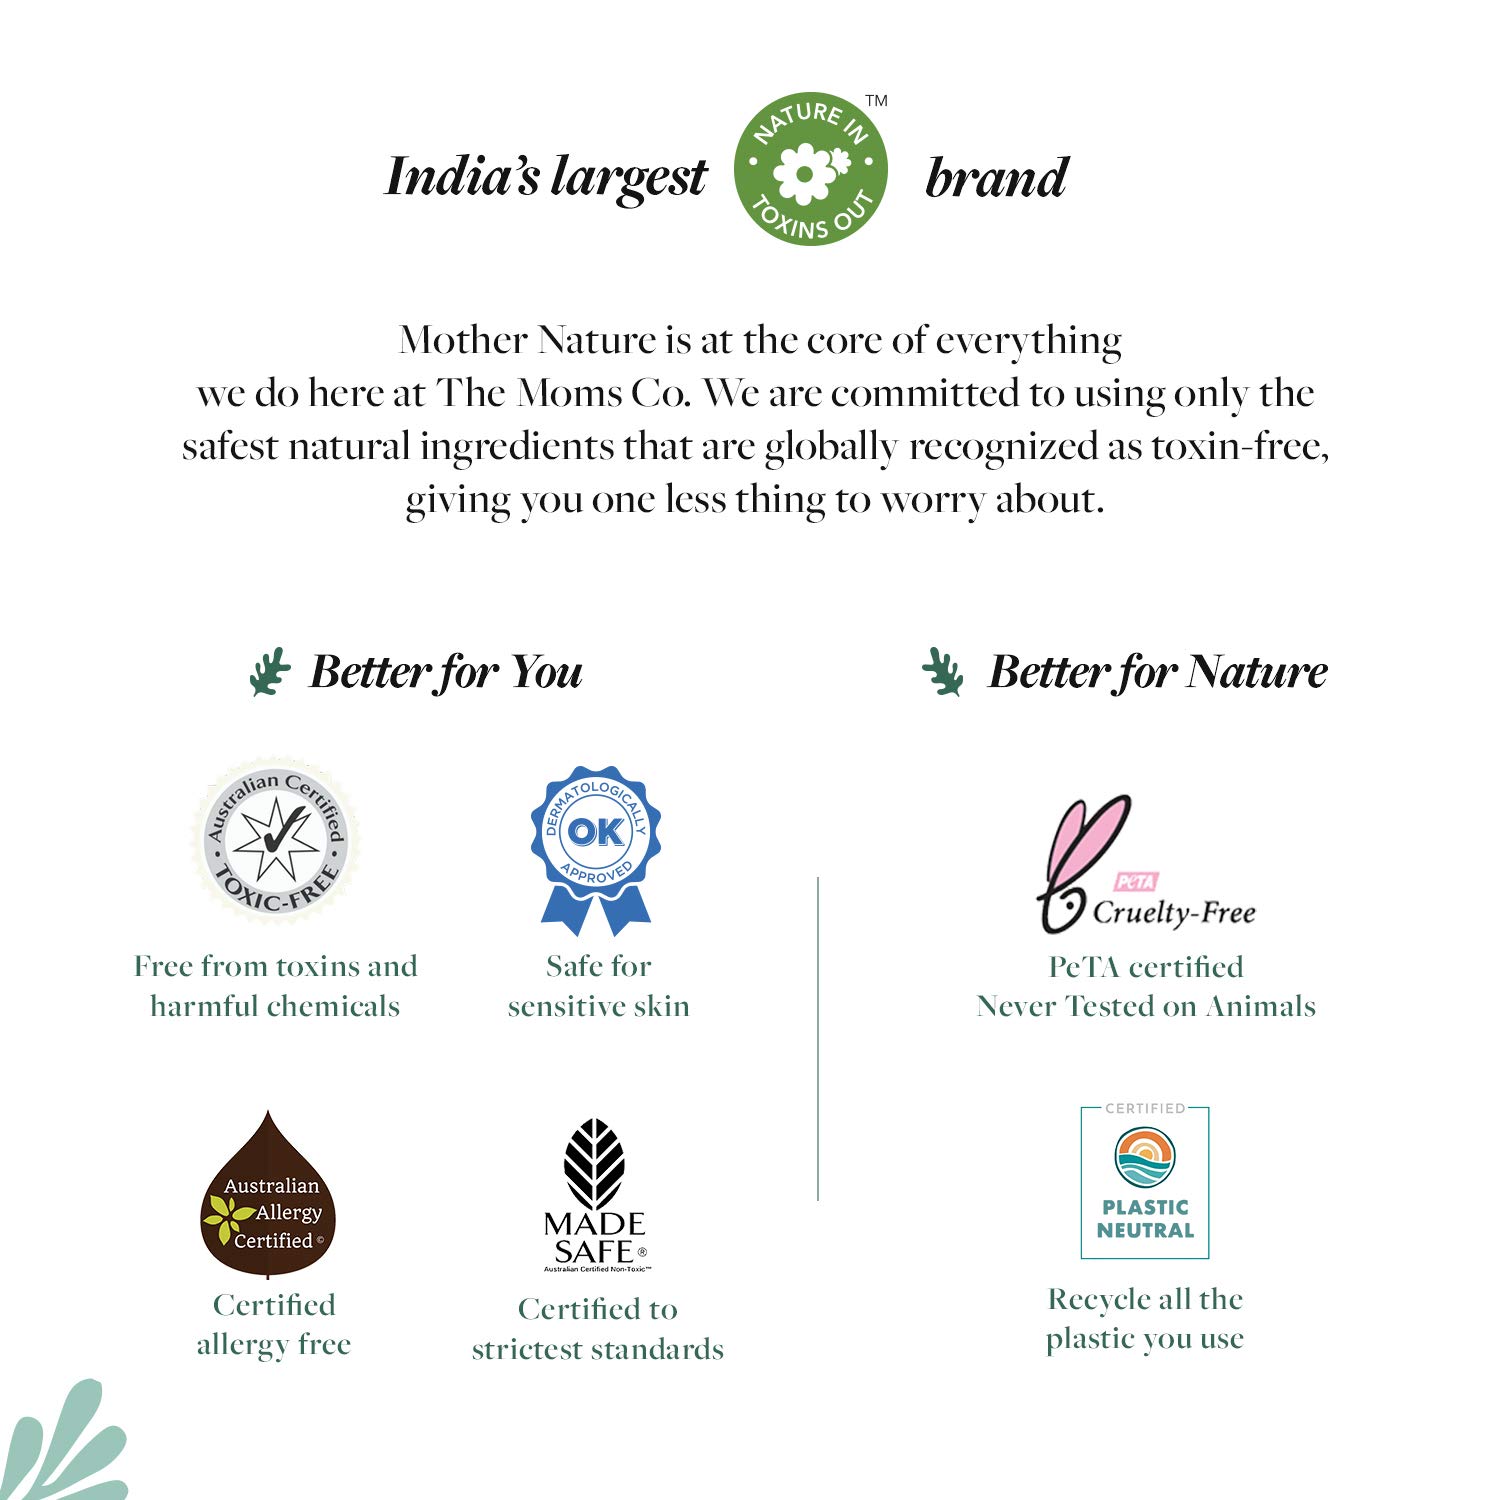 India's largest
NATURE IN
TOXINS OUT
TM
brand
Mother Nature is at the core of everything
we do here at The Moms Co. We are committed to using only the
safest natural ingredients that are globally recognized as toxin-free,
giving you one less thing to worry about.
Better for You
Australian Certified
TOXIC-FREE
Free from toxins and
harmful chemicals
DERMATOLOGICALLY
OK
APPROVED
Safe for
sensitive skin
Australian
Allergy
Certified ©
Certified
allergy free
MADE
SAFE ®
Australian Certified Non-Toxic™
Certified to
strictest standards
Better for Nature
PeTA
Cruelty-Free
PeTA certified
Never Tested on Animals
CERTIFIED
PLASTIC
NEUTRAL
Recycle all the
plastic you use